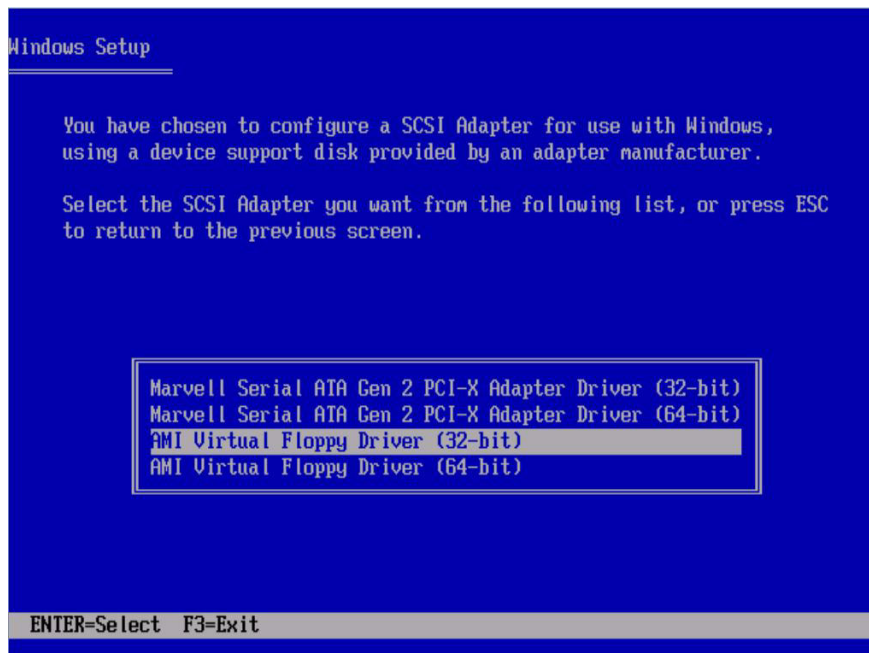 Windows Setup
You have chosen to configure a SCSI Adapter for use with Windows,
using a device support disk provided by an adapter manufacturer.
Select the SCSI Adapter you want from the following list, or press ESC
to return to the previous screen.
Marvell Serial ATA Gen 2 PCI-X Adapter Driver (32-bit)
Marvell Serial ATA Gen 2 PCI-X Adapter Driver (64-bit)
AMI Virtual Floppy Driver (32-bit)
AMI Virtual Floppy Driver (64-bit)
ENTER=Select F3=Exit